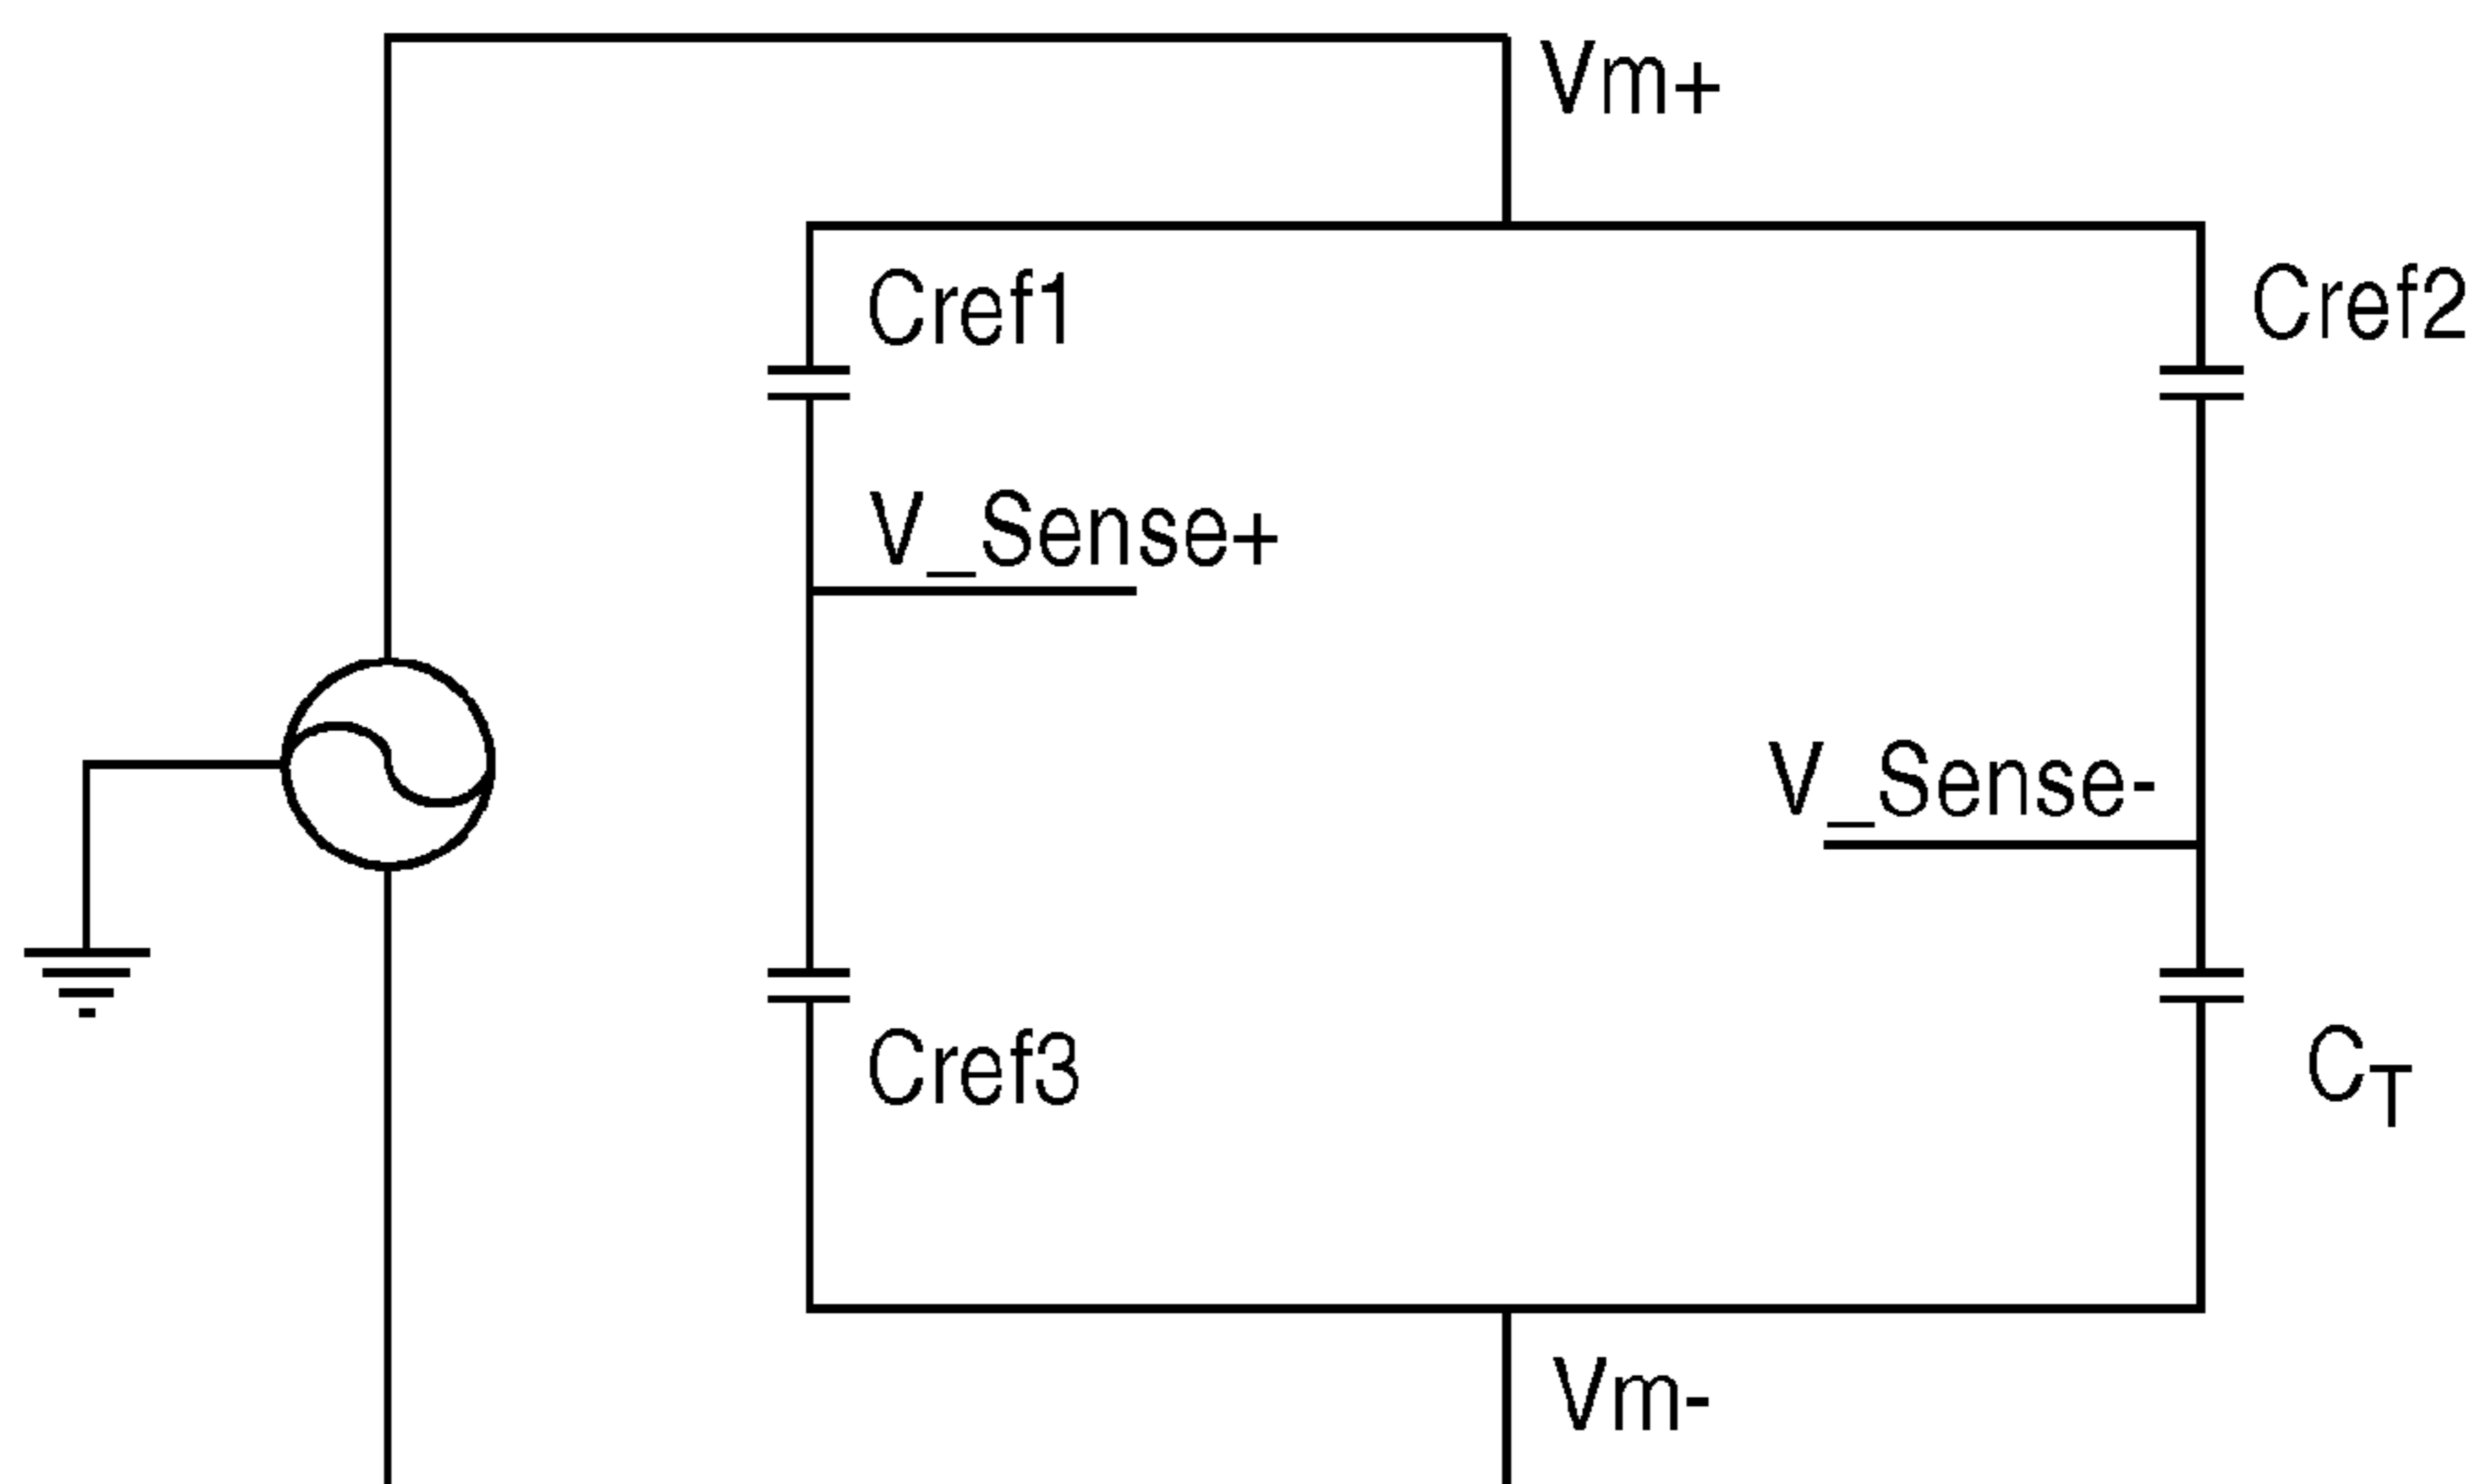 Vm+
Cref1
Cref2
V_Sense+
V_Sense-
Cref3
CT
Vm-